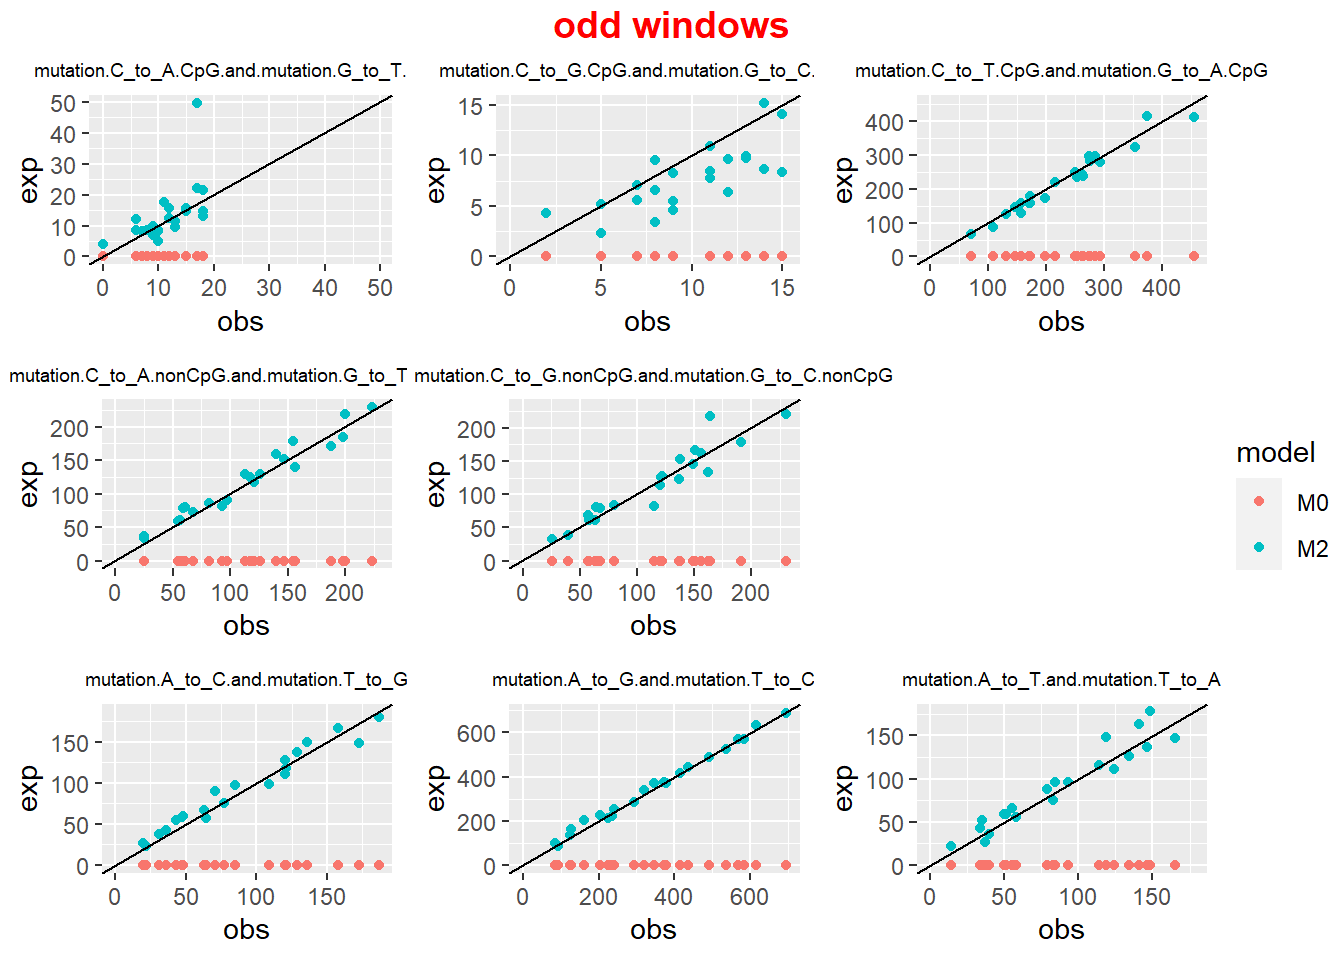 odd windows
mutation.C_to_A.CpG.and.mutation.G_to_T.
mutation.C_to_G.CpG.and.mutation.G_to_C.
mutation.C_to_T.CpG.and.mutation.G_to_A.CpG
exp
50
40
30
20
10
0
0 10 20 30 40 50
obs
exp
15
10
5
0
0 5 10 15
obs
exp
400
300
200
100
0
0 100 200 300 400
obs
mutation.C_to_A.nonCpG.and.mutation.G_to_T
mutation.C_to_G.nonCpG.and.mutation.G_to_C.nonCpG
exp
200
150
100
50
0
0 50 100 150 200
obs
exp
200
150
100
50
0
0 50 100 150 200
obs
model
M0
M2
mutation.A_to_C.and.mutation.T_to_G
mutation.A_to_G.and.mutation.T_to_C
mutation.A_to_T.and.mutation.T_to_A
exp
150
100
50
0
0 50 100 150
obs
exp
600
400
200
0
0 200 400 600
obs
exp
150
100
50
0
0 50 100 150
obs